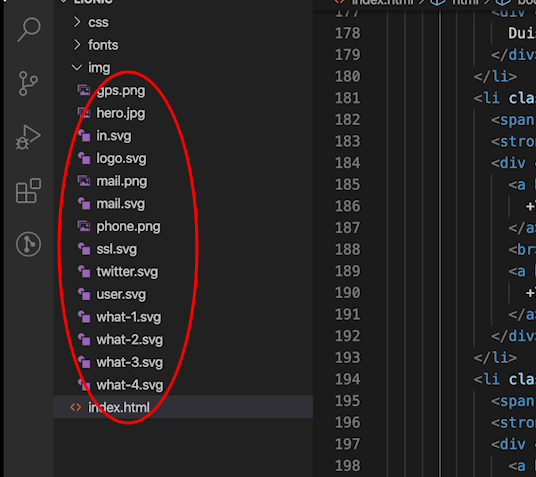 index.html
html
css
fonts
img
gps.png
hero.jpg
in.svg
logo.svg
mail.png
mail.svg
phone.png
ssl.svg
twitter.svg
user.svg
what-1.svg
what-2.svg
what-3.svg
what-4.svg
<> index.html
177 <div
178 Dui
179 </div
180 </li>
181 <li cla
182 <span
183 <stro
184 <div
185 <a h
186 +
187 </a>
188 <br>
189 <a h
190 +
191 </a>
192 </div
193 </li>
194 <li cla
195 <span
196 <stro
197 <div
198 <a h